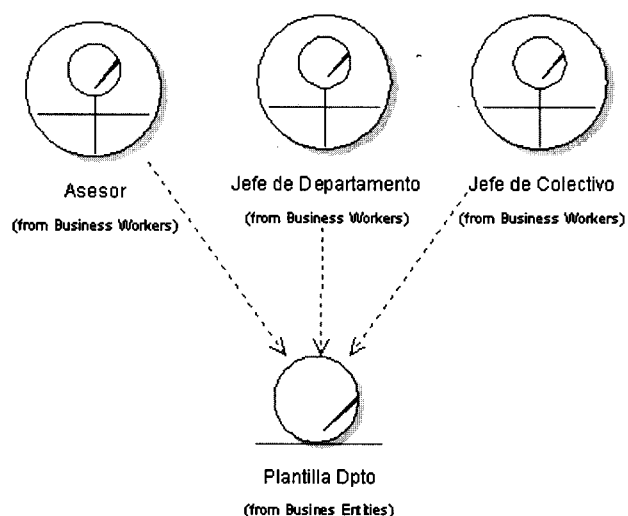 Asesor
(from Business Workers)
Jefe de Departamento
(from Business Workers)
Jefe de Colectivo
(from Business Workers)
Plantilla Dpto
(from Busines Entities)